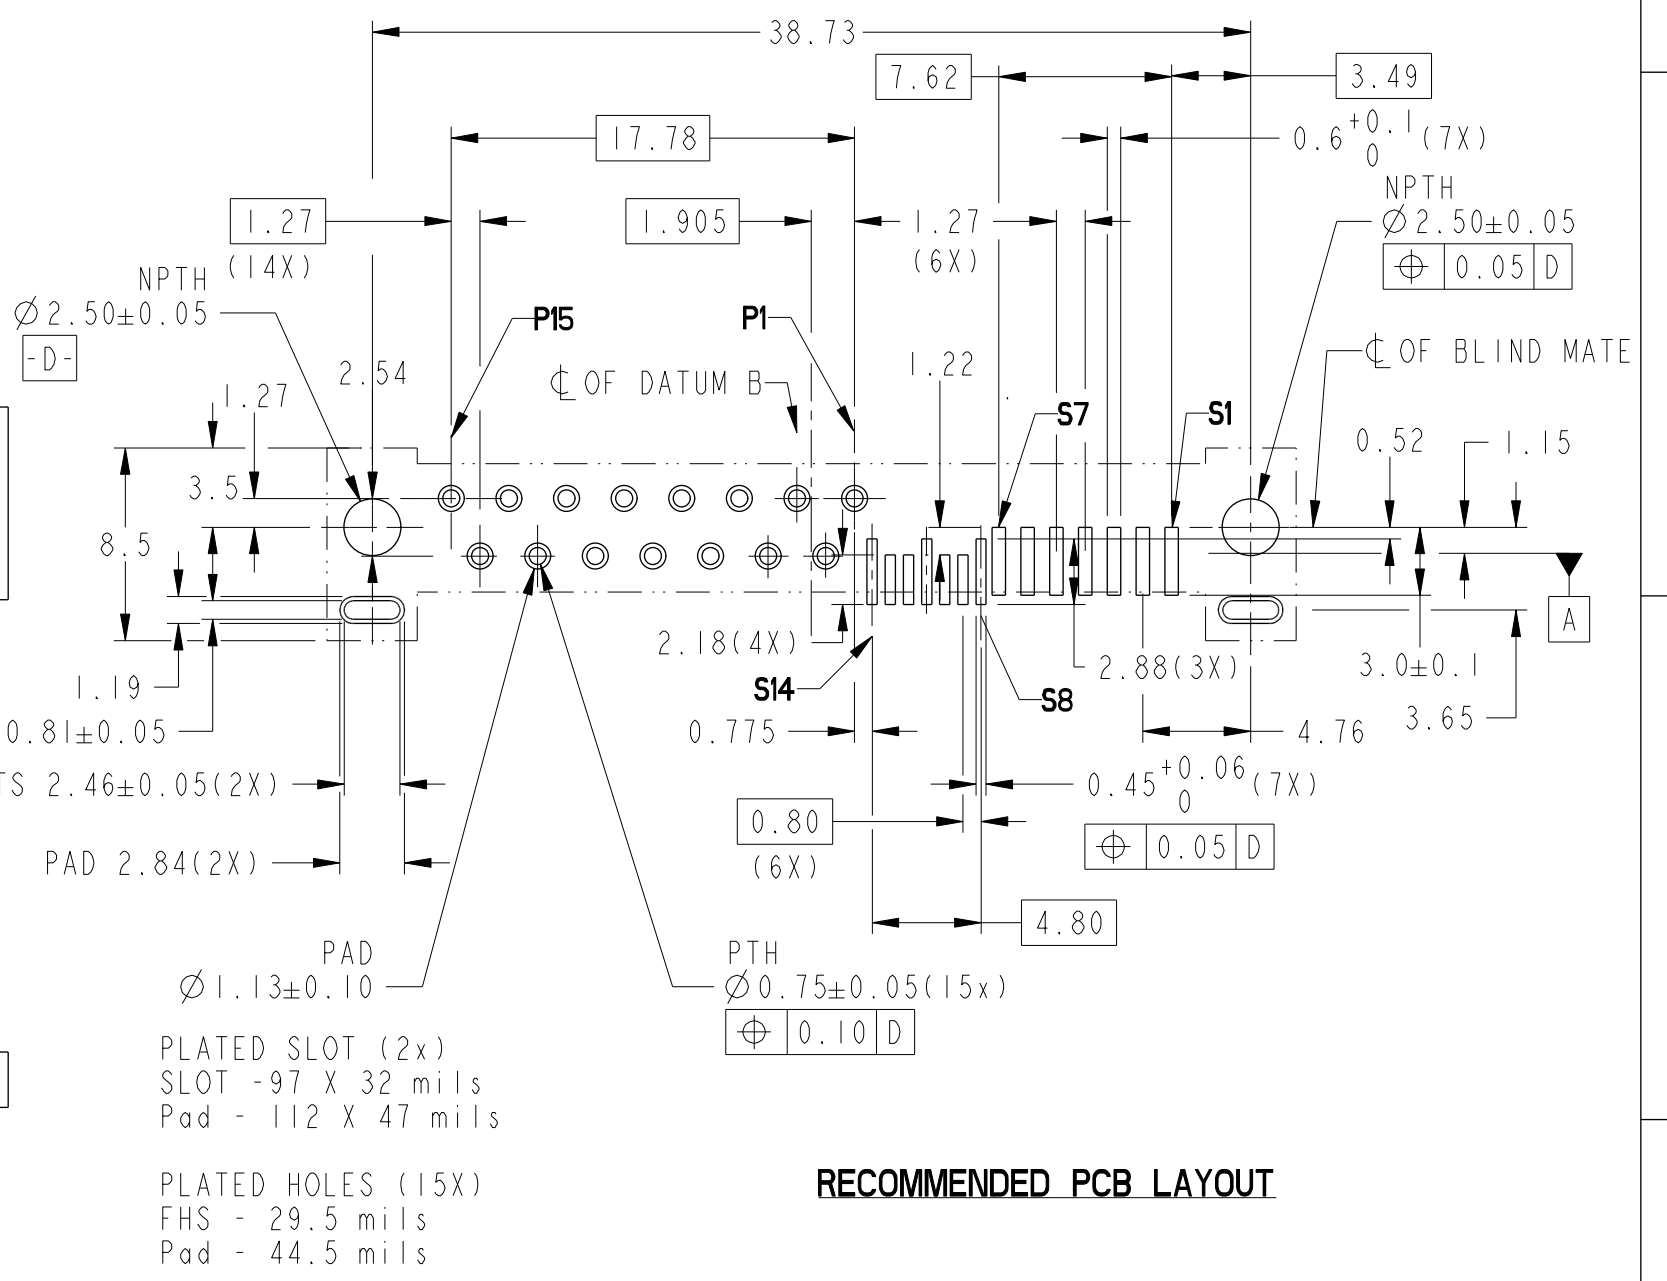 38.73
7.62
3.49
17.78
0.6 +0.1 0 (7X)
NPTH
Ø2.50±0.05
⌖ 0.05 D
1.27
(14X)
1.905
1.27
(6X)
NPTH
Ø2.50±0.05
-D-
P15
P1
2.54
℄ OF DATUM B
1.22
℄ OF BLIND MATE
1.27
S7
S1
0.52
1.15
3.5
8.5
2.18(4X)
2.88(3X)
3.0±0.1
A
1.19
S14
S8
3.65
0.81±0.05
0.775
4.76
TS 2.46±0.05(2X)
0.45 +0.06 0 (7X)
0.80
(6X)
⌖ 0.05 D
PAD 2.84(2X)
4.80
PAD
Ø1.13±0.10
PTH
Ø0.75±0.05(15x)
⌖ 0.10 D
PLATED SLOT (2x)
SLOT -97 X 32 mils
Pad - 112 X 47 mils
PLATED HOLES (15X)
FHS - 29.5 mils
Pad - 44.5 mils
RECOMMENDED PCB LAYOUT